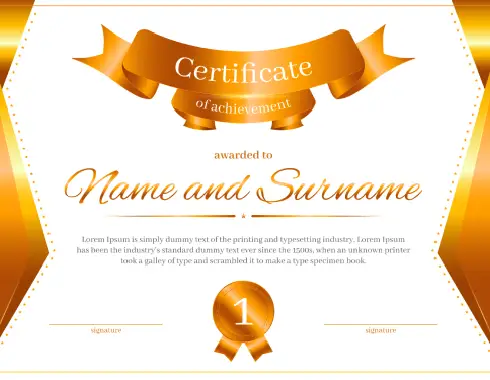 Certificate
of achievement
awarded to
Name and Surname
Lorem Ipsum is simply dummy text of the printing and typesetting industry. Lorem Ipsum
has been the industry's standard dummy text ever since the 1500s, when an unknown printer
took a galley of type and scrambled it to make a type specimen book.
1
signature
signature